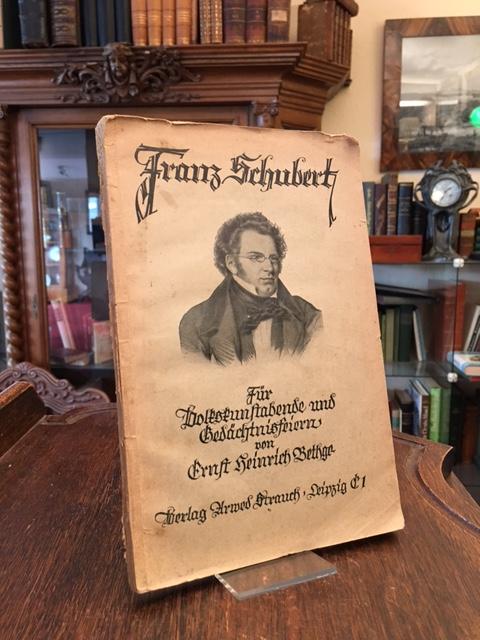 Franz Schubert
Für
Volkskunstabende und
Gedächtnisfeiern
von
Ernst Heinrich Bethge
Verlag Arwed Strauch, Leipzig C 1